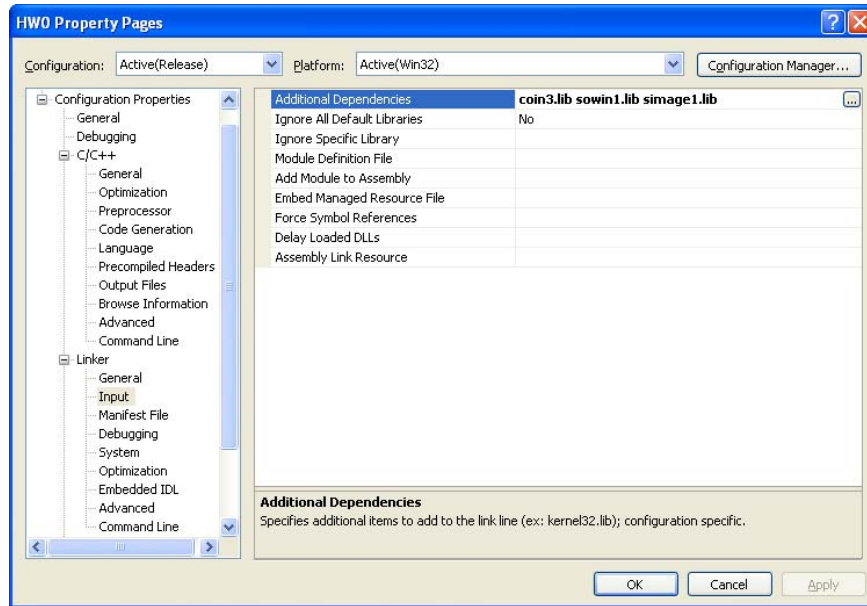 HW0 Property Pages
Configuration: Active(Release) Platform: Active(Win32) Configuration Manager...
Configuration Properties
General
Debugging
C/C++
General
Optimization
Preprocessor
Code Generation
Language
Precompiled Headers
Output Files
Browse Information
Advanced
Command Line
Linker
General
Input
Manifest File
Debugging
System
Optimization
Embedded IDL
Advanced
Command Line
Additional Dependencies coin3.lib sowin1.lib simage1.lib ...
Ignore All Default Libraries No
Ignore Specific Library
Module Definition File
Add Module to Assembly
Embed Managed Resource File
Force Symbol References
Delay Loaded DLLs
Assembly Link Resource
Additional Dependencies
Specifies additional items to add to the link line (ex: kernel32.lib); configuration specific.
OK Cancel Apply